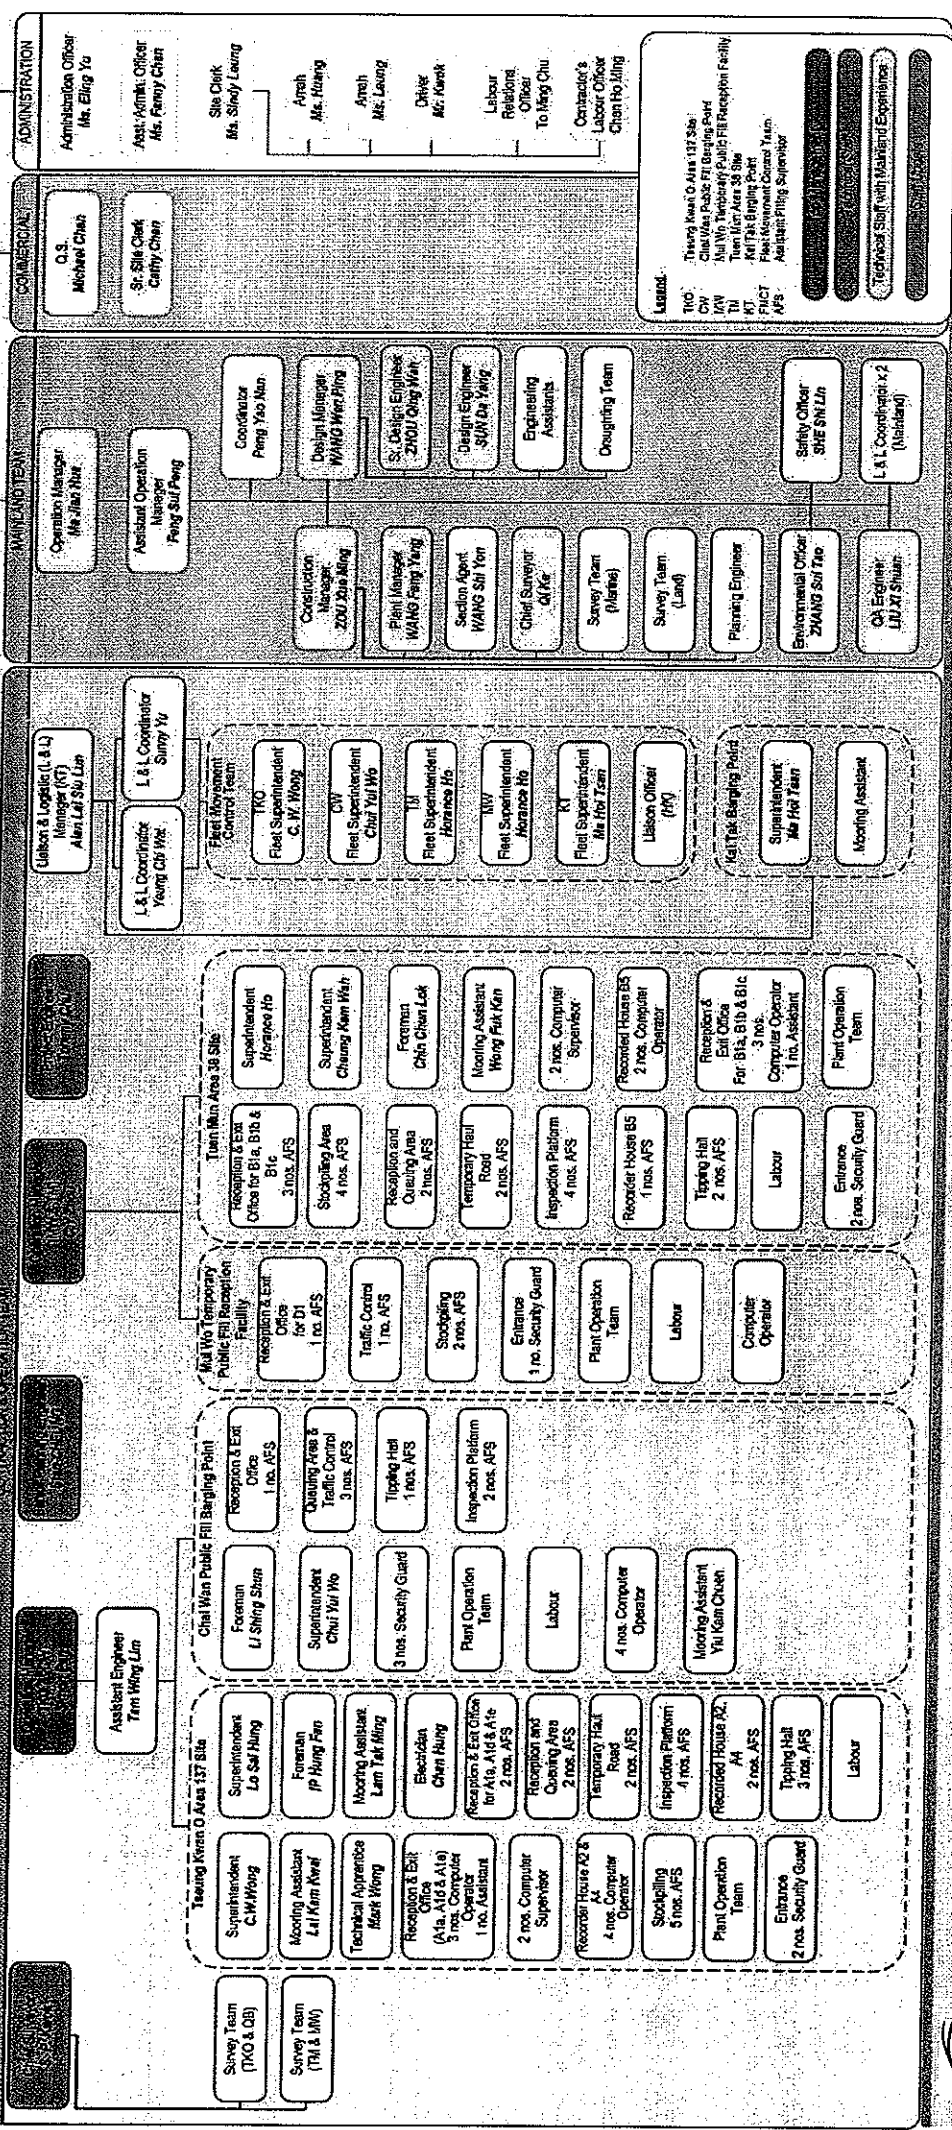 ADMINISTRATION
Administration Officer
Ms. Eling Yu
Asst. Admin. Officer
Ms. Fanny Chan
Site Clerk
Ms. Sindy Leung
Amah
Ms. Huang
Amah
Ms. Leung
Driver
Mr. Kwok
Labour
Relations
Officer
To Ming Chu
Contractor's
Labour Officer
Chan Ho Ming
COMMERCIAL
Q.S.
Michael Chan
Sr. Site Clerk
Cathy Chan
Legend
TKO Tseung Kwan O Area 137 Site
CW Chai Wan Public Fill Barging Point
MW Mui Wo Temporary Public Fill Reception Facility
TM Tuen Mun Area 38 Site
KT Kai Tak Barging Point
FMCT Fleet Movement Control Team
AFS Assistant Filling Supervisor
Technical Staff with Mainland Experience
MAINLAND TEAM
Operation Manager
Ma Jian Hua
Assistant Operation
Manager
Feng Sui Peng
Coordinator
Peng Yao Nan
Construction
Manager
ZOU Xue Ming
Design Manager
WANG Wen Ping
Plant Manager
WANG Feng Yang
Sr. Design Engineer
ZHOU Qing Wah
Section Agent
WANG Shi Yon
Design Engineer
SUN Da Yong
Chief Surveyor
Qi Ke
Engineering
Assistants
Survey Team
(Marine)
Draughting Team
Survey Team
(Land)
Planning Engineer
Environmental Officer
ZHANG Sui Tao
Safety Officer
SHE Shi Lin
QA Engineer
LIU Xi Shuan
L & L Coordinator x 2
(Mainland)
Liaison & Logistic (L & L)
Manager (KT)
Alan Lai Siu Lun
L & L Coordinator
Yeung Chi Wai
L & L Coordinator
Sunny Yu
Fleet Movement
Control Team
TKO
Fleet Superintendent
C. W. Wong
CW
Fleet Superintendent
Chui Yui Wo
TM
Fleet Superintendent
Horance Ho
MW
Fleet Superintendent
Horance Ho
KT
Fleet Superintendent
Ma Hoi Tsan
Liaison Officer
(HK)
Kai Tak Barging Point
Superintendent
Ma Hoi Tsan
Mooring Assistant
Tuen Mun Area 38 Site
Reception & Exit
Office for B1a, B1b &
B1c
3 nos. AFS
Superintendent
Horance Ho
Stockpiling Area
4 nos. AFS
Superintendent
Cheung Kam Wah
Reception and
Queuing Area
2 nos. AFS
Foreman
Chin Chun Lok
Temporary Haul
Road
2 nos. AFS
Mooring Assistant
Wong Fuk Kan
Inspection Platform
4 nos. AFS
2 nos. Computer
Supervisor
Recorder House B5
1 nos. AFS
Recorded House B5
2 nos. Computer
Operator
Tipping Hall
2 nos. AFS
Reception &
Exit Office
For: B1a, B1b & B1c
3 nos.
Computer Operator
1 no. Assistant
Labour
Plant Operation
Team
Entrance
2 nos. Security Guard
Mui Wo Temporary
Public Fill Reception
Facility
Reception & Exit
Office
for D1
1 no. AFS
Traffic Control
1 no. AFS
Stockpiling
2 nos. AFS
Entrance
1 no. Security Guard
Plant Operation
Team
Labour
Computer
Operator
Chai Wan Public Fill Barging Point
Foreman
Li Shing Shun
Reception & Exit
Office
1 no. AFS
Superintendent
Chui Yui Wo
Queuing Area &
Traffic Control
3 nos. AFS
3 nos. Security Guard
Tipping Hall
1 nos. AFS
Plant Operation
Team
Inspection Platform
2 nos. AFS
Labour
4 nos. Computer
Operator
Mooring Assistant
Yiu Kam Chuen
Assistant Engineer
Tam Wing Lim
Tseung Kwan O Area 137 Site
Superintendent
C.W.Wong
Superintendent
Lo Sai Hung
Mooring Assistant
Lai Kam Kwai
Foreman
IP Hung Fan
Technical Apprentice
Mark Wong
Mooring Assistant
Lam Tak Ming
Reception & Exit
Office
(A1a, A1d & A1e)
3 nos. Computer
Operator
1 no. Assistant
Electrician
Chan Hung
2 nos. Computer
Supervisor
Reception & Exit Office
for A1a, A1d & A1e
2 nos. AFS
Recorder House A2 &
A4
4 nos. Computer
Operator
Reception and
Queuing Area
2 nos. AFS
Stockpiling
5 nos. AFS
Temporary Haul
Road
2 nos. AFS
Plant Operation
Team
Inspection Platform
4 nos. AFS
Entrance
2 nos. Security Guard
Recorded House A2,
A4
2 nos. AFS
Tipping Hall
3 nos. AFS
Labour
Survey Team
(TKO & QB)
Survey Team
(TM & MW)